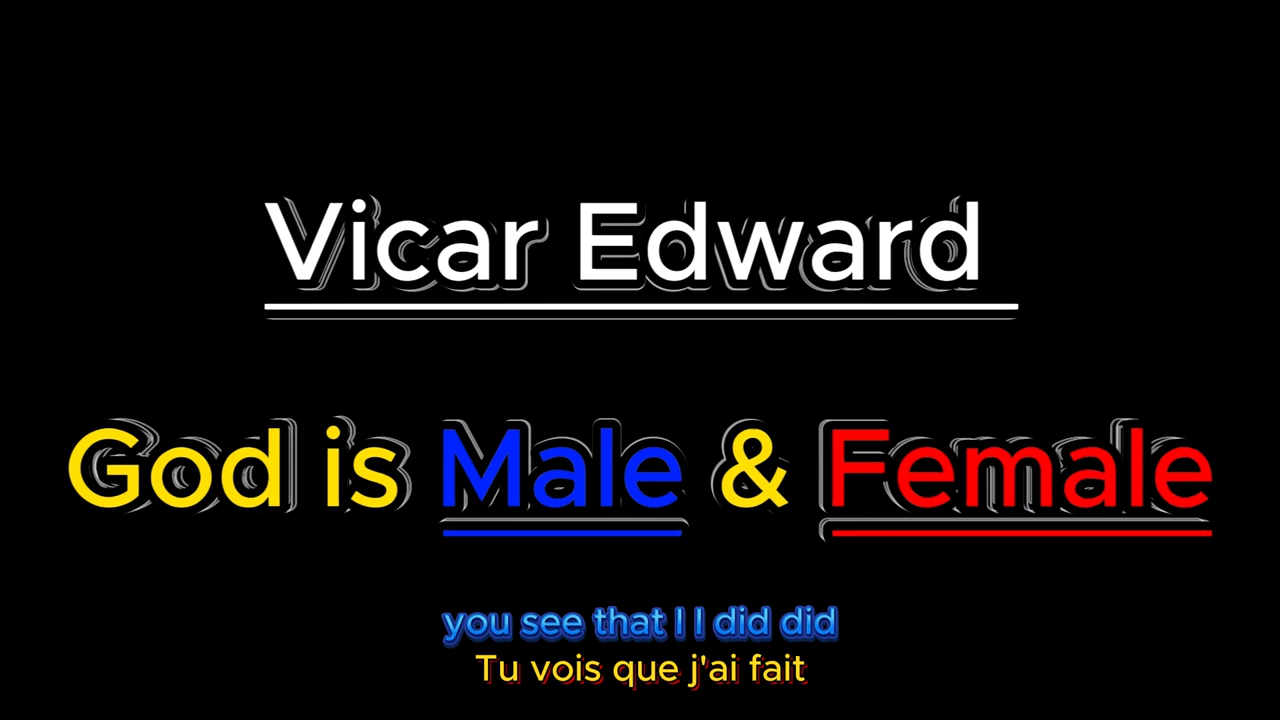 Vicar Edward
God is Male & Female
you see that I I did did
Tu vois que j'ai fait